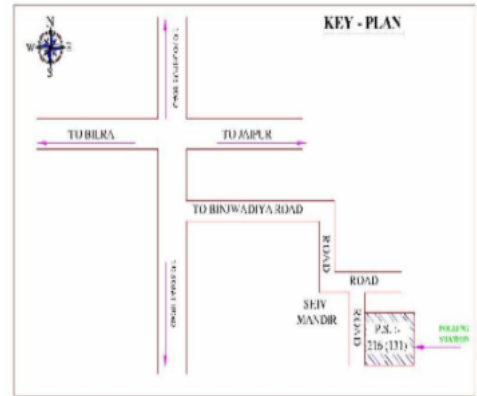 N
KEY - PLAN
W
E
S
TO BILRA
TO JAIPUR
TO BINJWADIYA ROAD
ROAD
ROAD
SHIV
MANDIR
ROAD
P.S. :-
216 (131)
POLLING
STATION